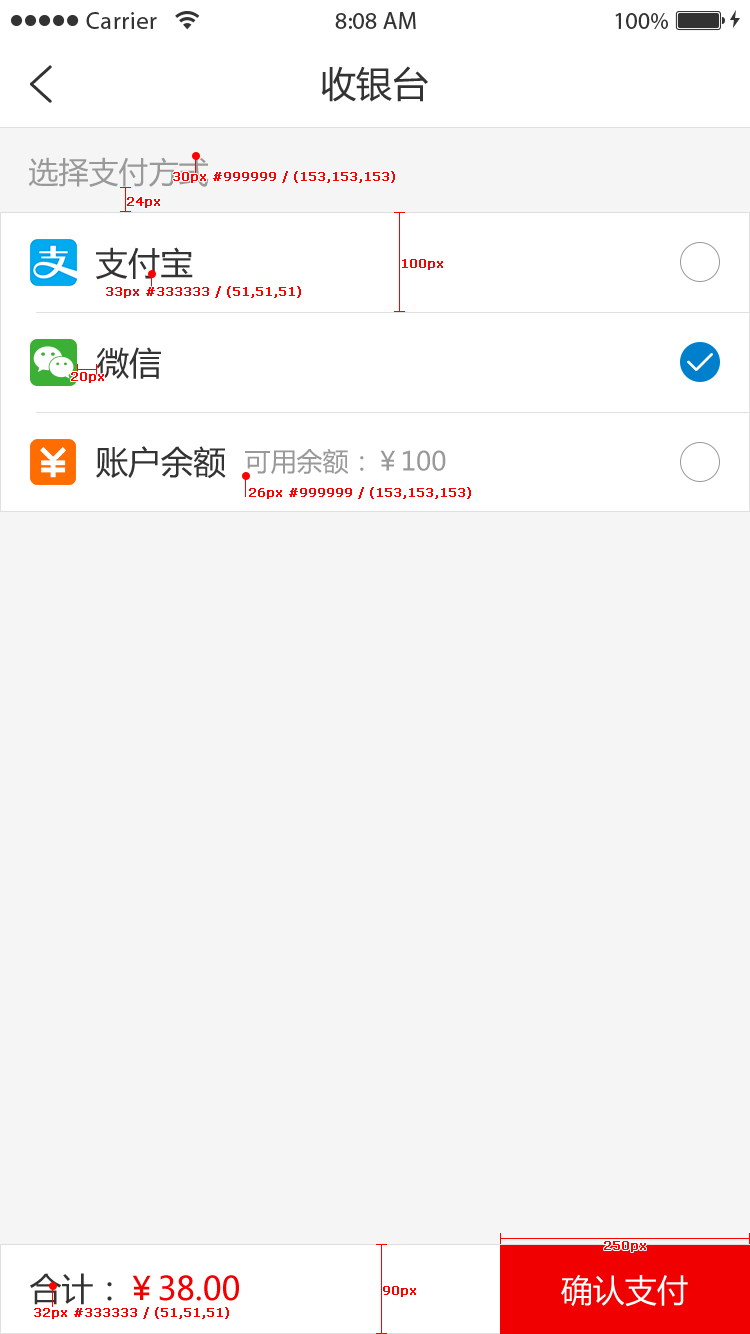 Carrier 8:08 AM 100%
收银台
选择支付方式
30px #999999 / (153,153,153)
24px
支付宝
100px
33px #333333 / (51,51,51)
微信
20px
账户余额 可用余额：￥100
26px #999999 / (153,153,153)
250px
合计：￥38.00 确认支付
90px
32px #333333 / (51,51,51)